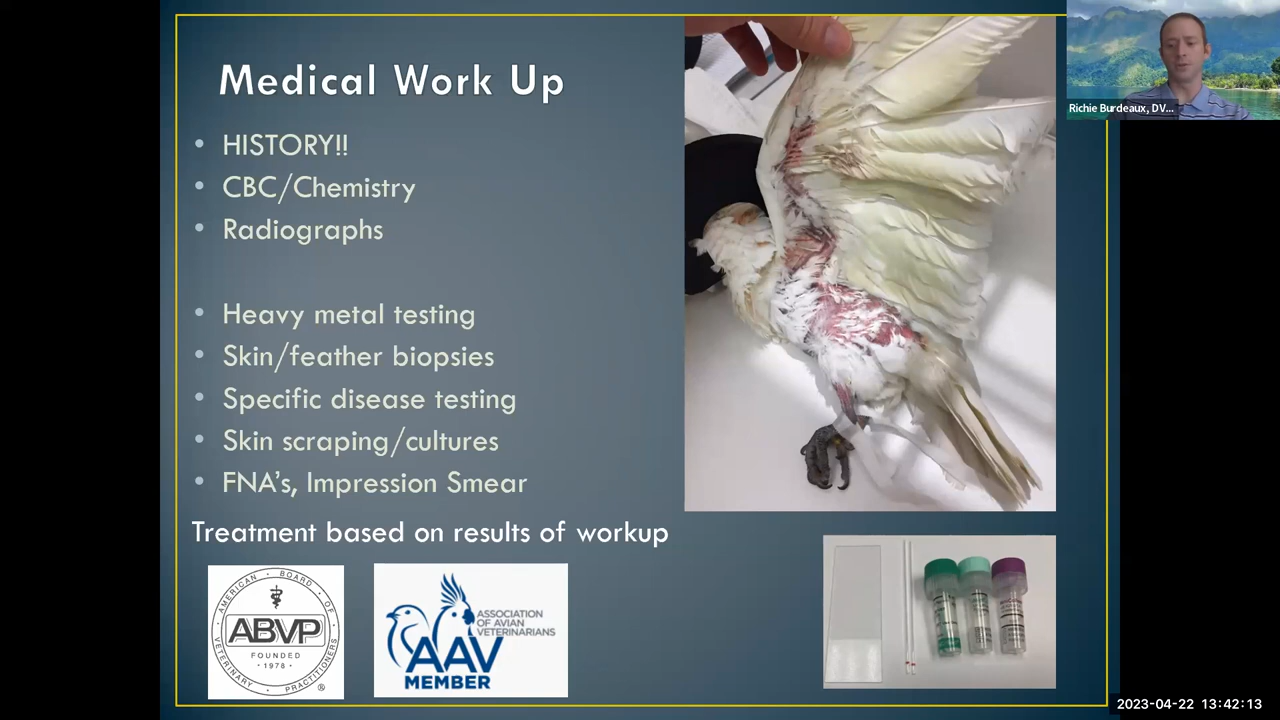 Medical Work Up
• HISTORY!!
• CBC/Chemistry
• Radiographs
• Heavy metal testing
• Skin/feather biopsies
• Specific disease testing
• Skin scraping/cultures
• FNA's, Impression Smear
Treatment based on results of workup
AMERICAN · BOARD · OF · VETERINARY · PRACTITIONERS
ABVP
FOUNDED
· 1978 ·
®
ASSOCIATION
OF AVIAN
VETERINARIANS
AAV
MEMBER
Richie Burdeaux, DV...
2023-04-22 13:42:13